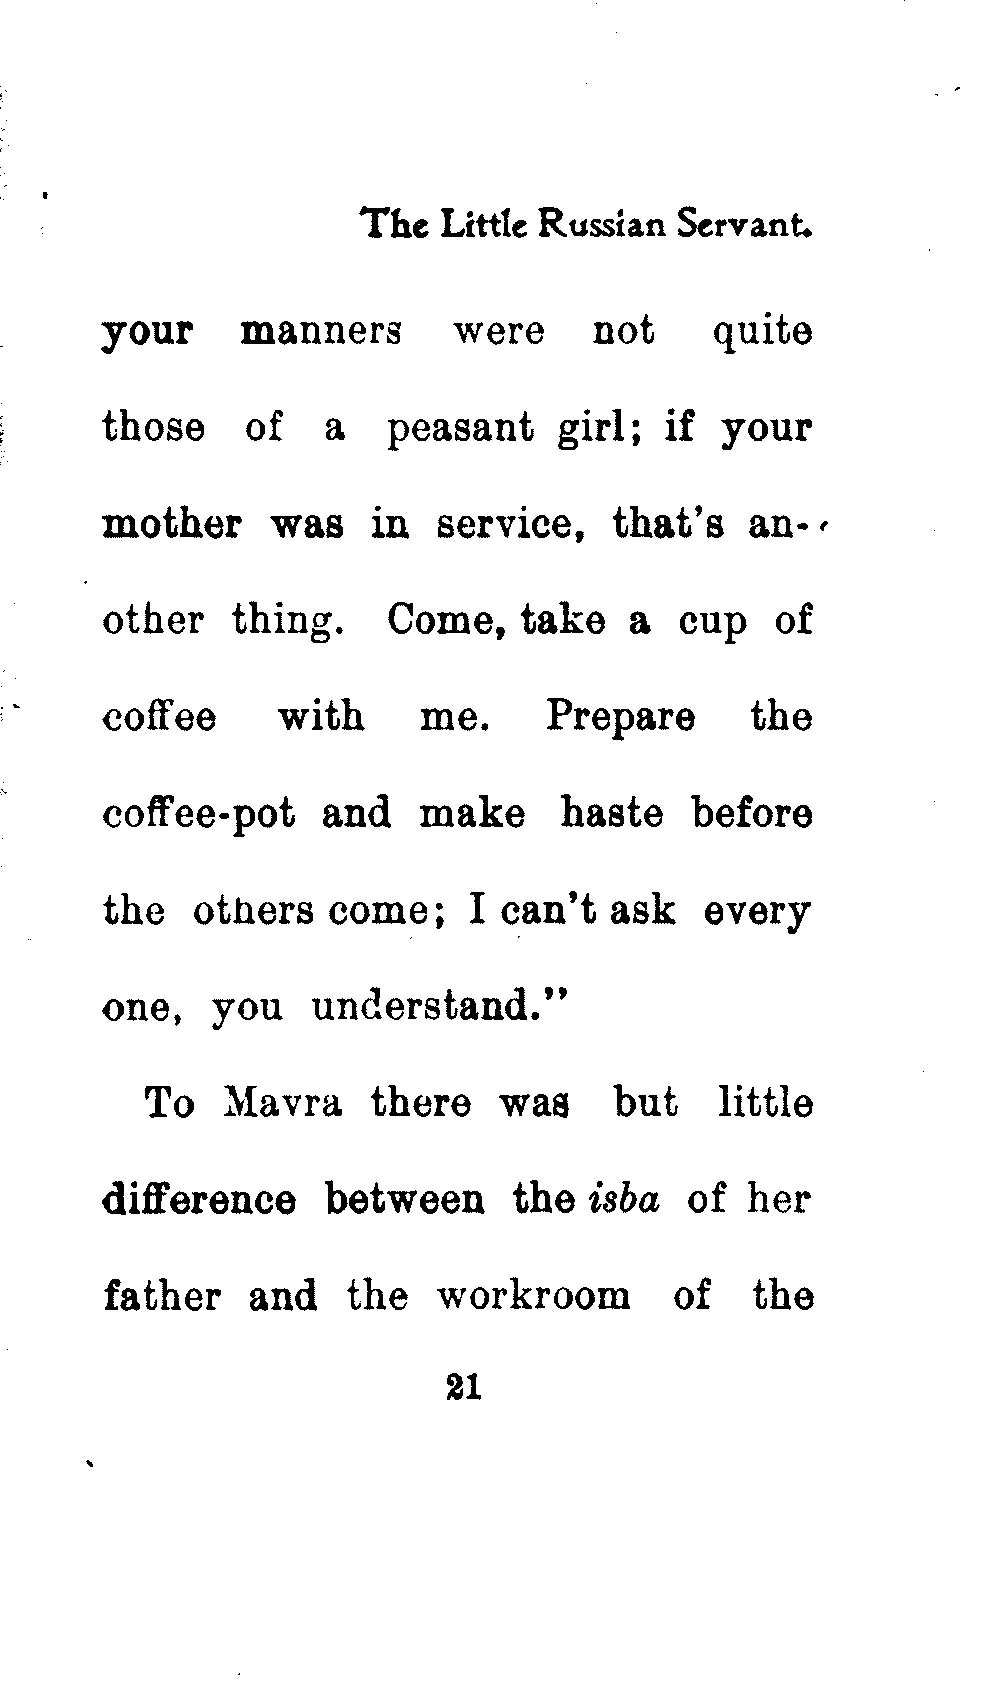 The Little Russian Servant.
your manners were not quite
those of a peasant girl; if your
mother was in service, that's an-
other thing. Come, take a cup of
coffee with me. Prepare the
coffee-pot and make haste before
the others come; I can't ask every
one, you understand."
To Mavra there was but little
difference between the isba of her
father and the workroom of the
21